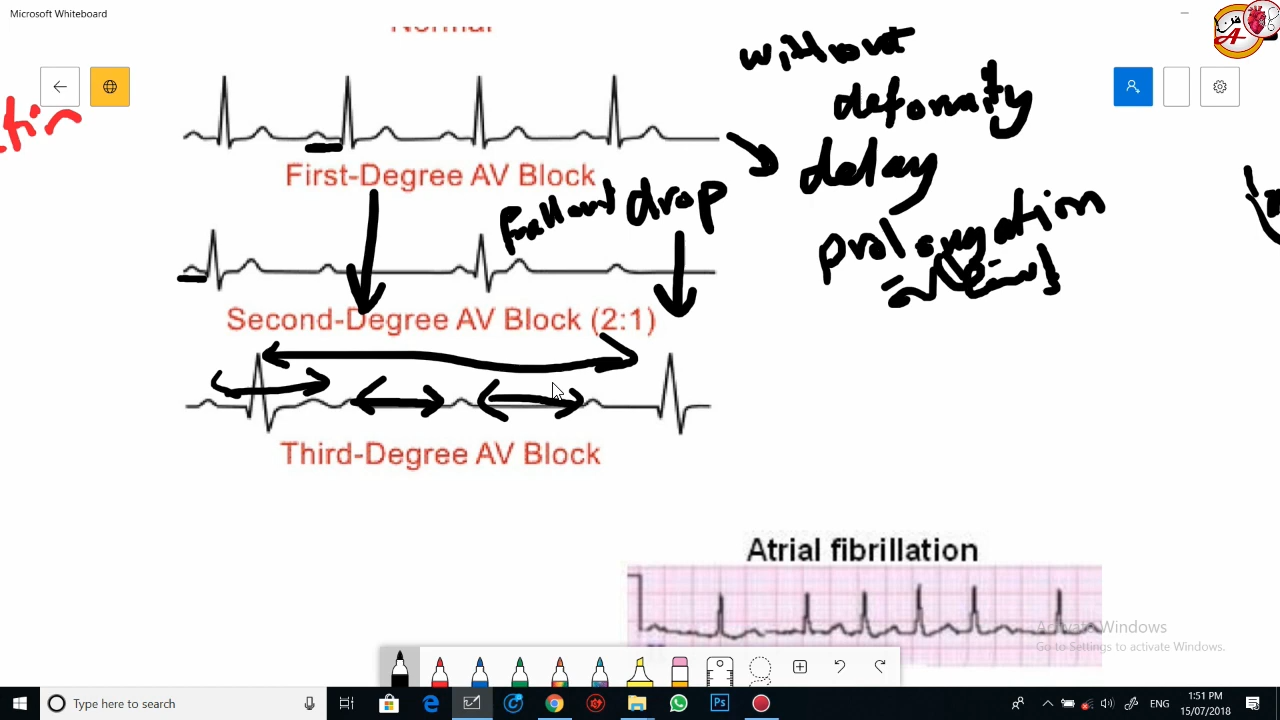 Microsoft Whiteboard
Normal
without
deformity
First-Degree AV Block
delay
drop
prolongation
Second-Degree AV Block (2:1)
Third-Degree AV Block
Atrial fibrillation
Activate Windows
Go to Settings to activate Windows.
Type here to search
ENG
1:51 PM
15/07/2018